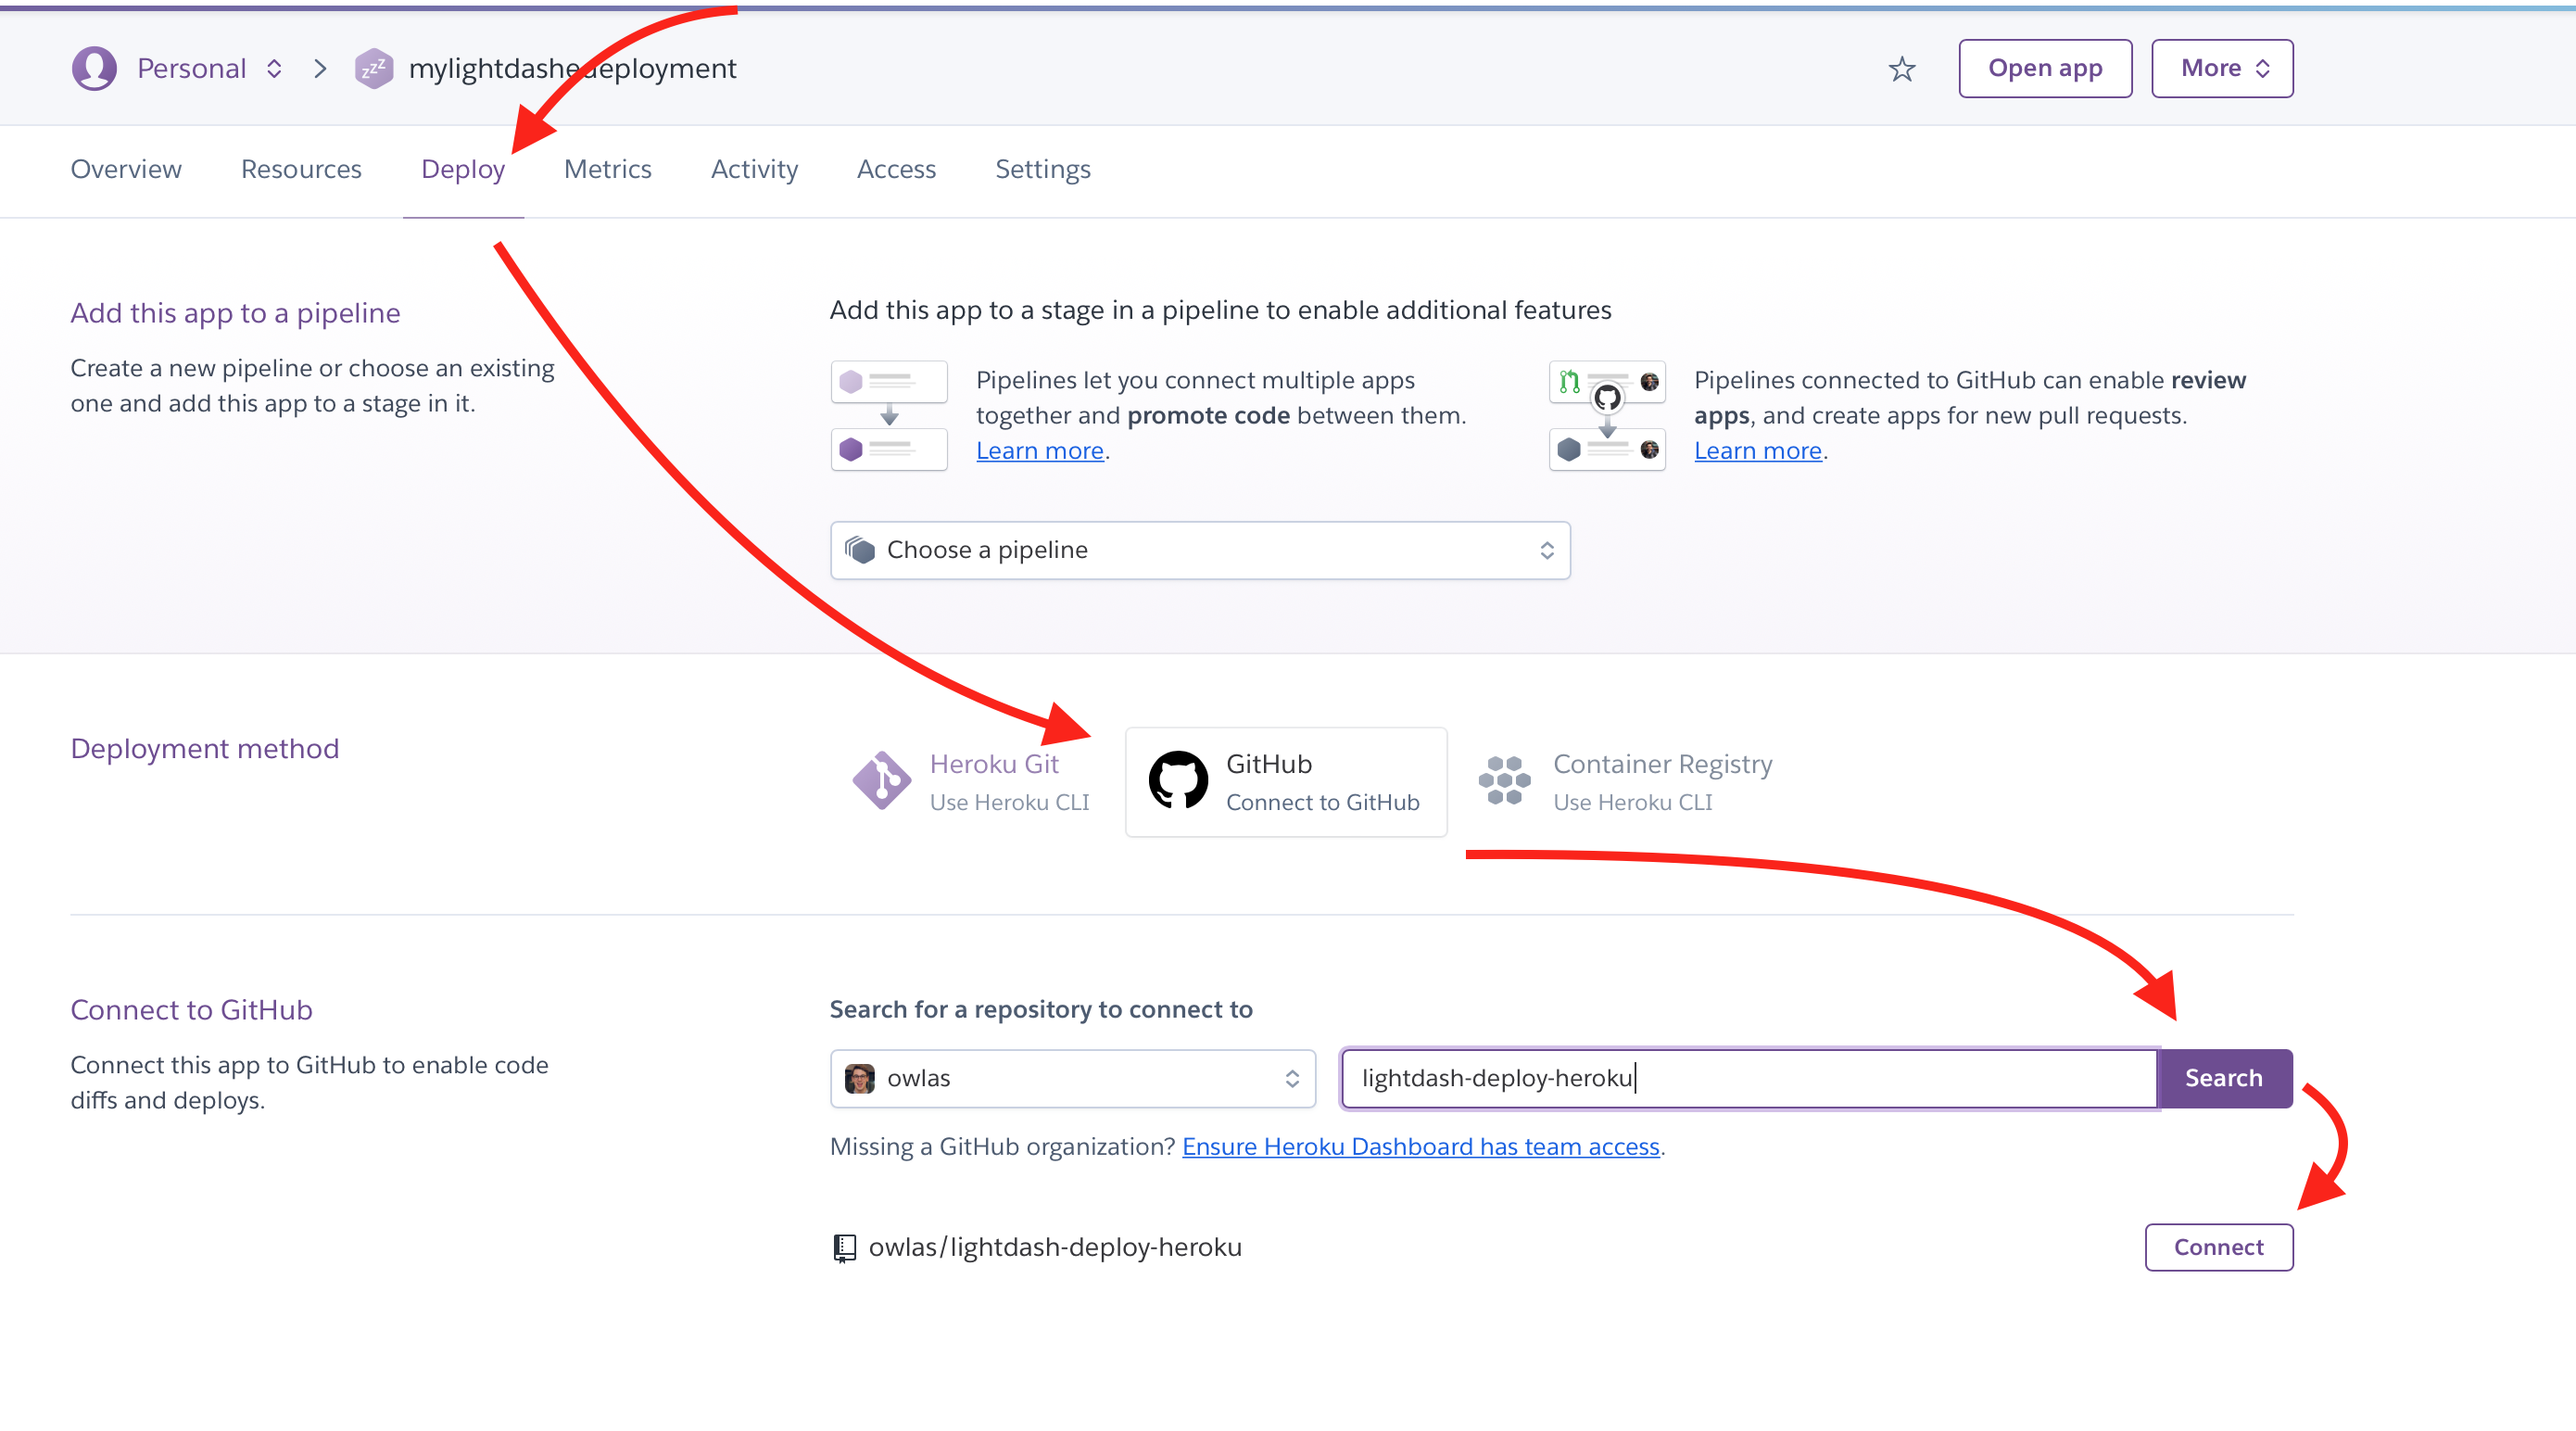 Personal
zzz
mylightdashedeployment
Open app
More
Overview
Resources
Deploy
Metrics
Activity
Access
Settings
Add this app to a pipeline
Create a new pipeline or choose an existing
one and add this app to a stage in it.
Add this app to a stage in a pipeline to enable additional features
Pipelines let you connect multiple apps
together and promote code between them.
Learn more.
Pipelines connected to GitHub can enable review
apps, and create apps for new pull requests.
Learn more.
Choose a pipeline
Deployment method
Heroku Git
Use Heroku CLI
GitHub
Connect to GitHub
Container Registry
Use Heroku CLI
Connect to GitHub
Connect this app to GitHub to enable code
diffs and deploys.
Search for a repository to connect to
owlas
lightdash-deploy-heroku
Search
Missing a GitHub organization? Ensure Heroku Dashboard has team access.
owlas/lightdash-deploy-heroku
Connect